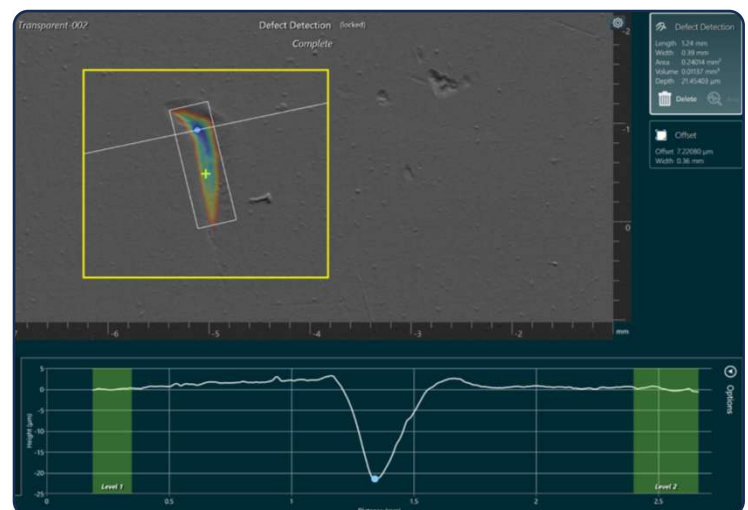 Transparent-002
Defect Detection (locked)
Complete
-2
-1
0
-6
-5
-4
-3
-2
mm
Defect Detection
Length 1.24 mm
Width 0.39 mm
Area 0.24014 mm²
Volume 0.01137 mm³
Depth 21.45403 µm
Delete
Offset
Offset 7.22080 µm
Width 0.36 mm
Options
Height (µm)
5
0
-5
-10
-15
-20
-25
Level 1
Level 2
0
0.5
1
1.5
2
2.5